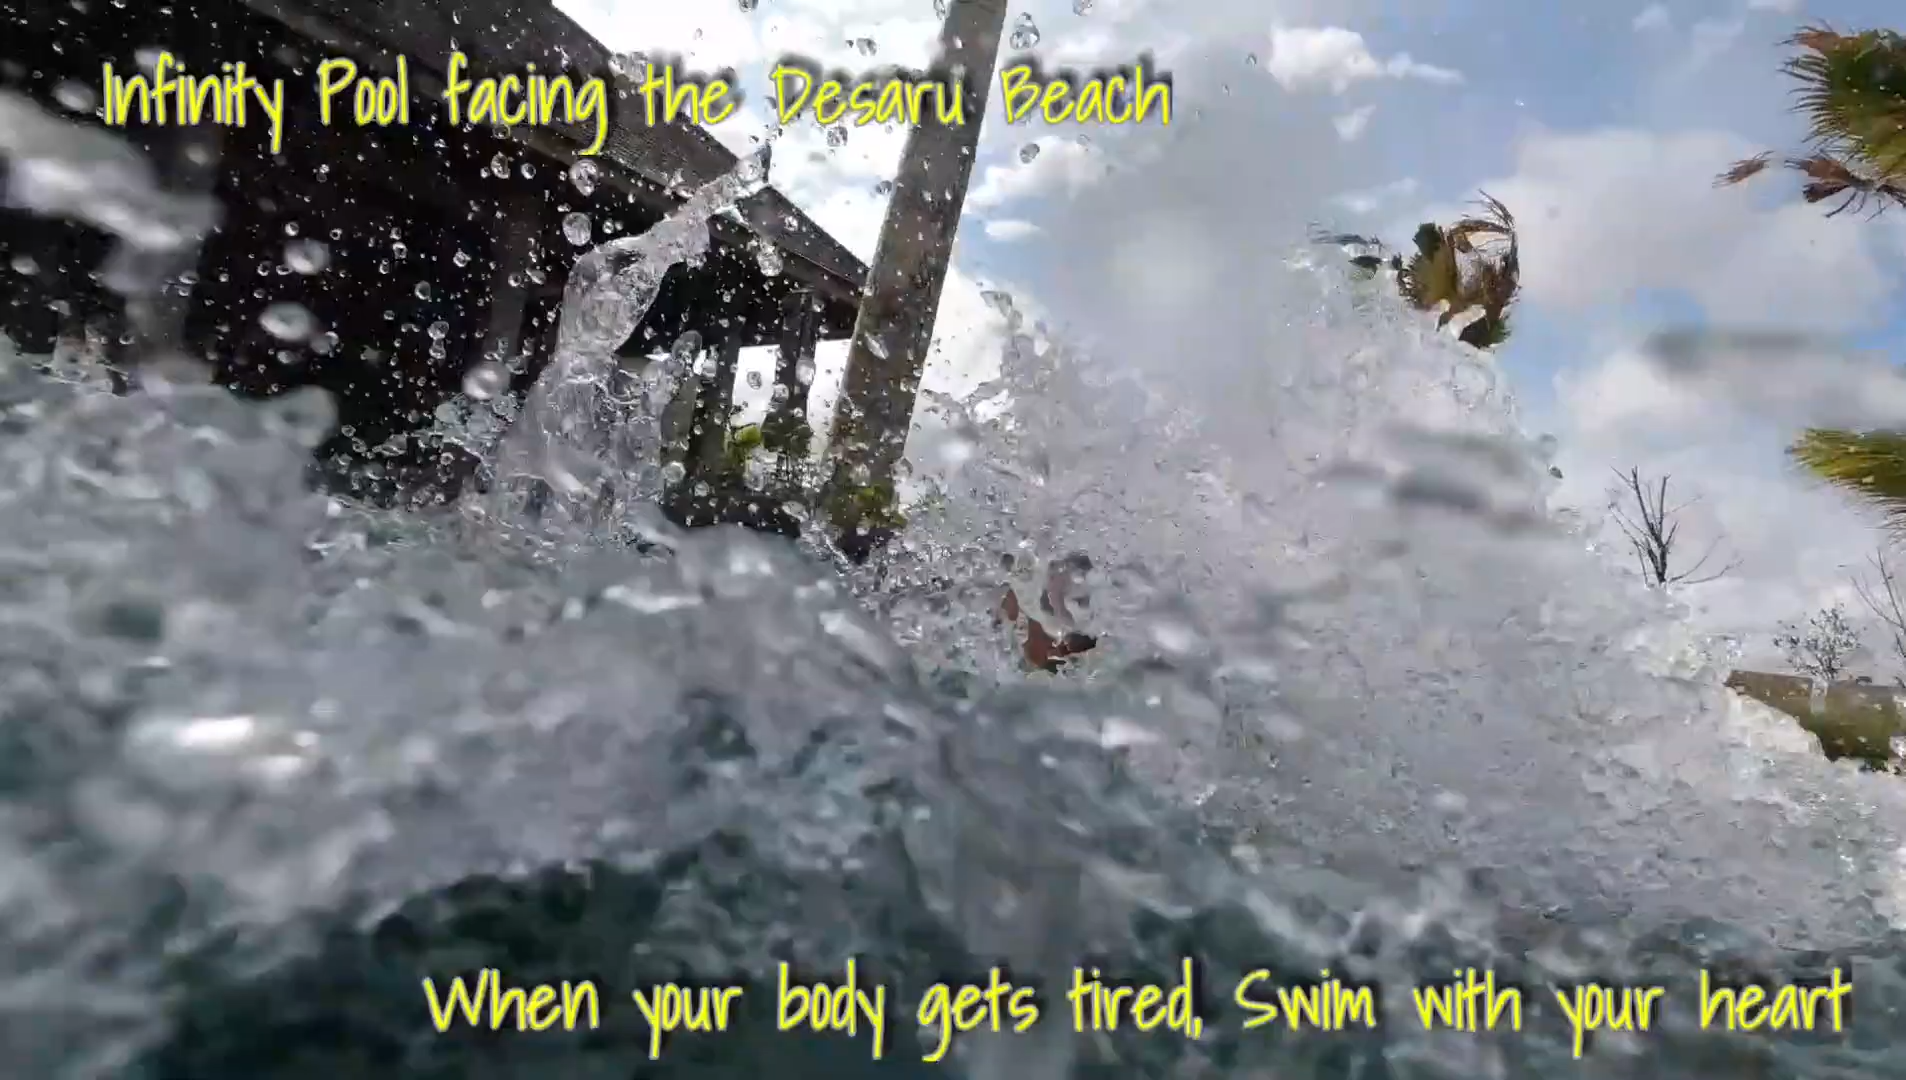 Infinity Pool facing the Desaru Beach
When your body gets tired, Swim with your heart